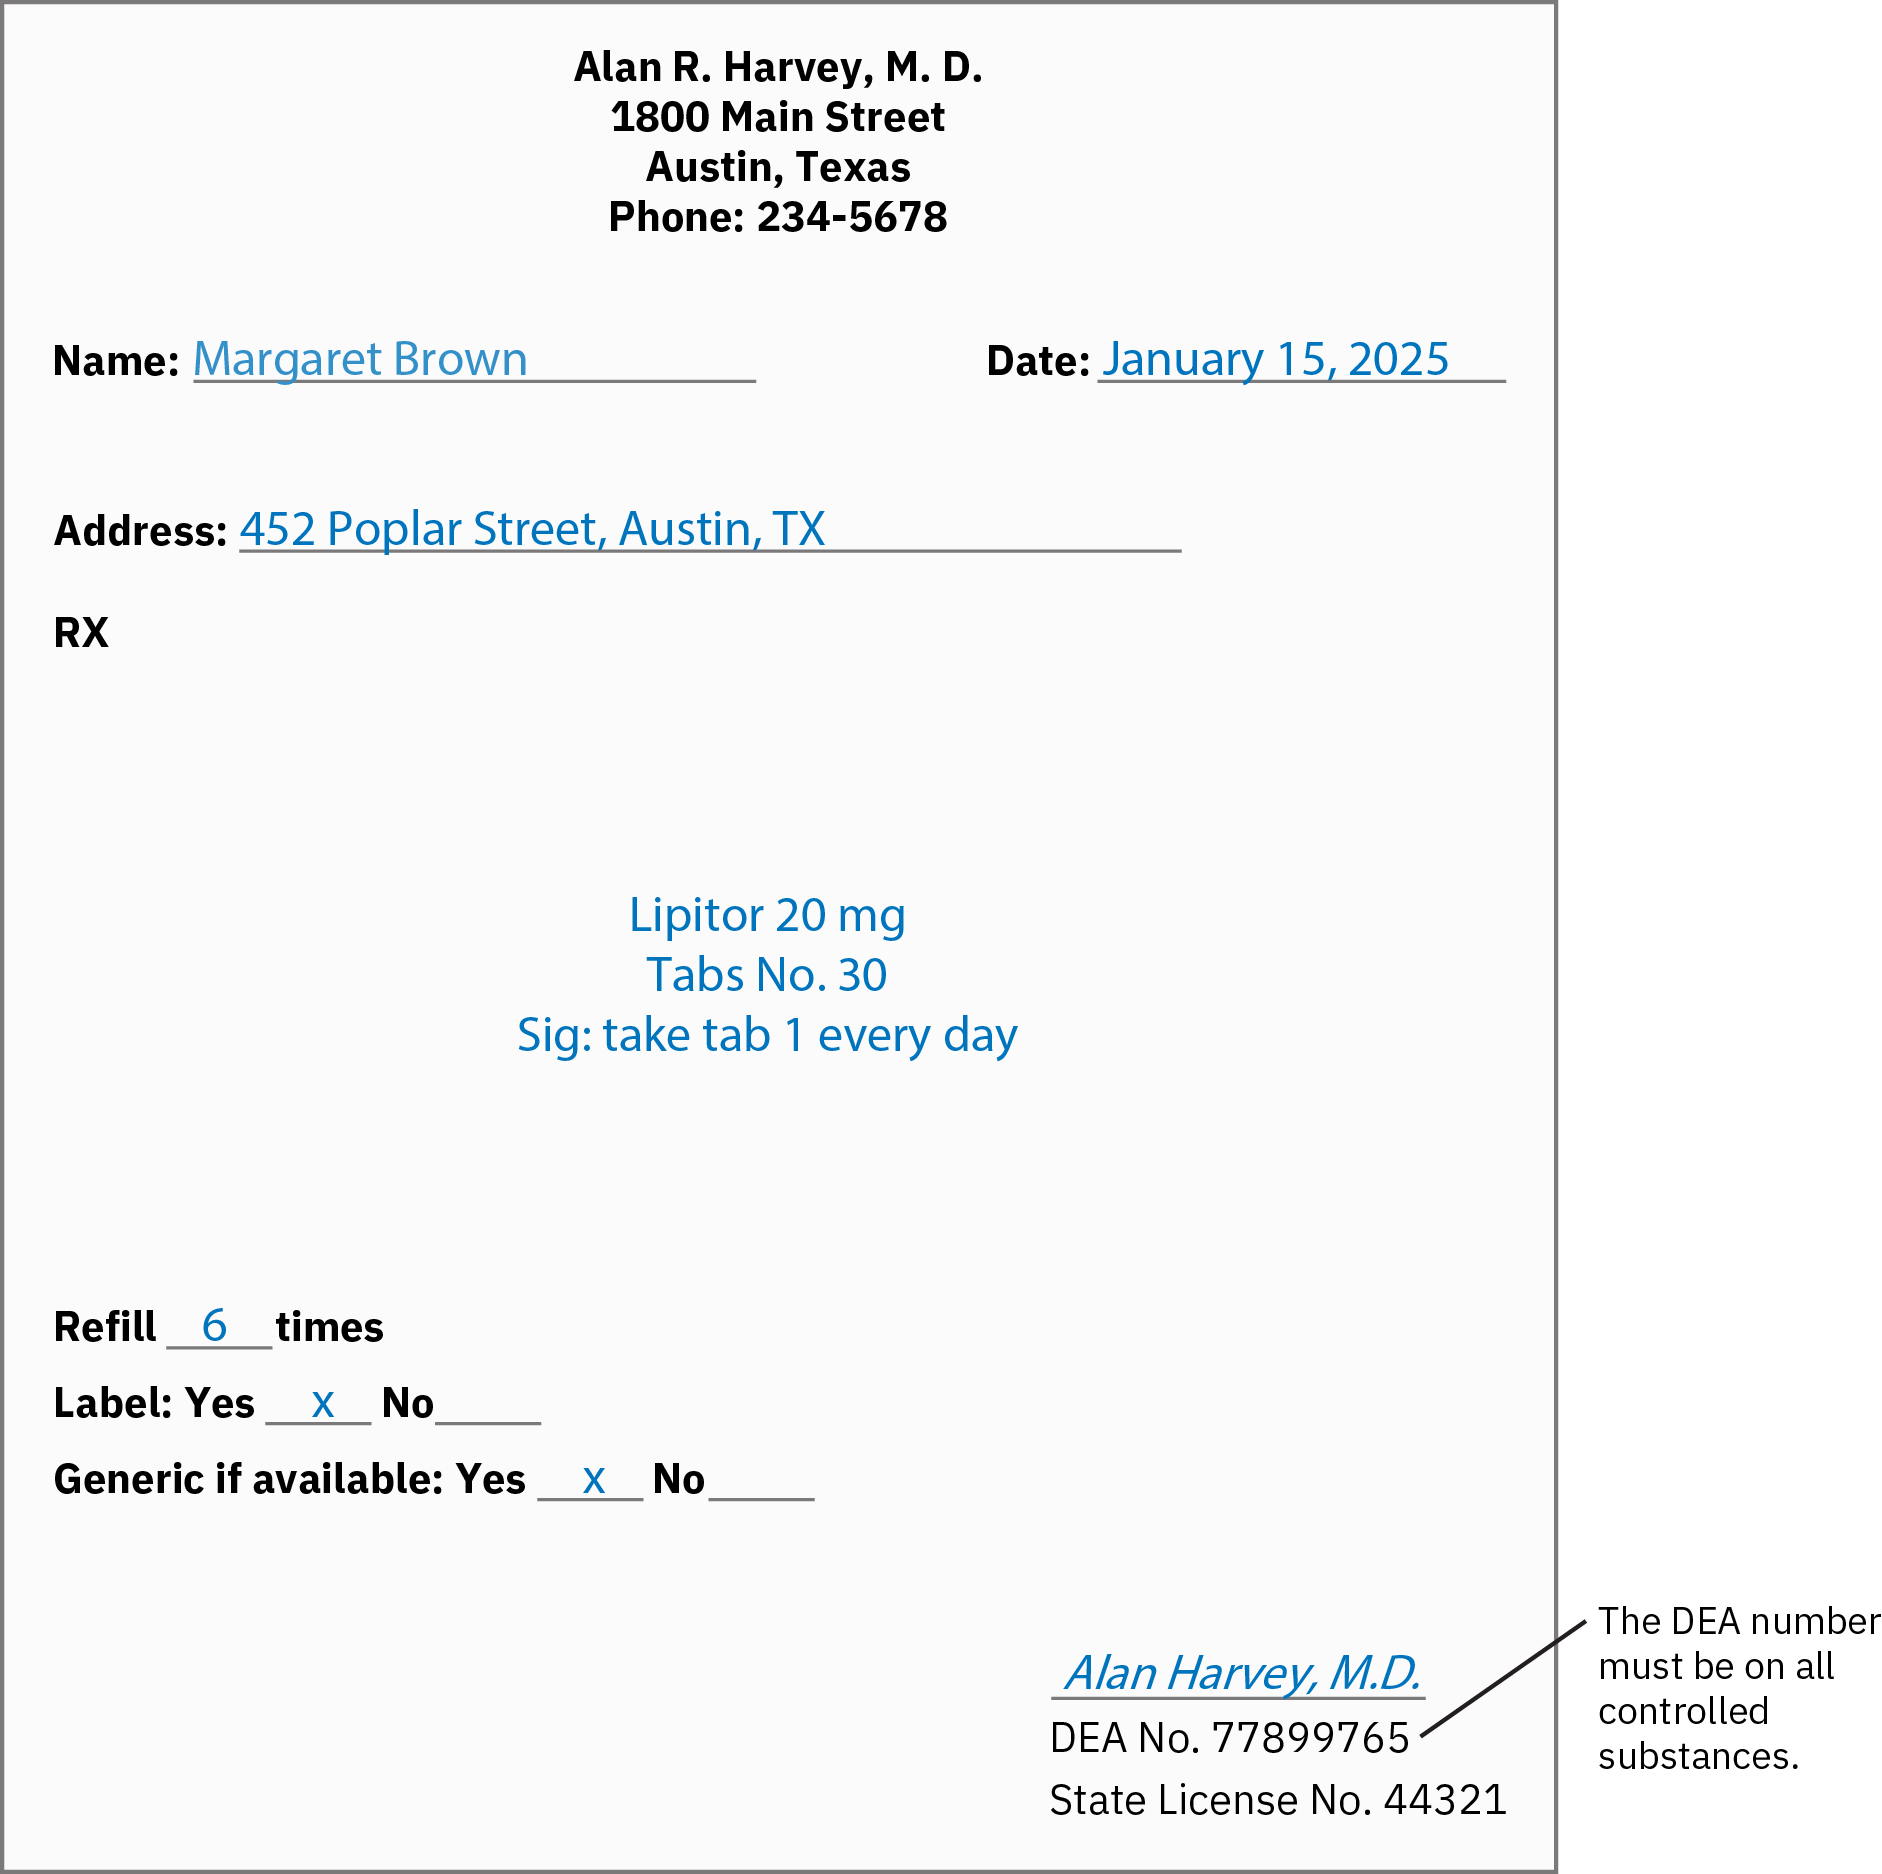 Alan R. Harvey, M. D.
1800 Main Street
Austin, Texas
Phone: 234-5678
Name: Margaret Brown Date: January 15, 2025
Address: 452 Poplar Street, Austin, TX
RX
Lipitor 20 mg
Tabs No. 30
Sig: take tab 1 every day
Refill 6 times
Label: Yes x No
Generic if available: Yes x No
Alan Harvey, M.D.
DEA No. 77899765
State License No. 44321
The DEA number
must be on all
controlled
substances.